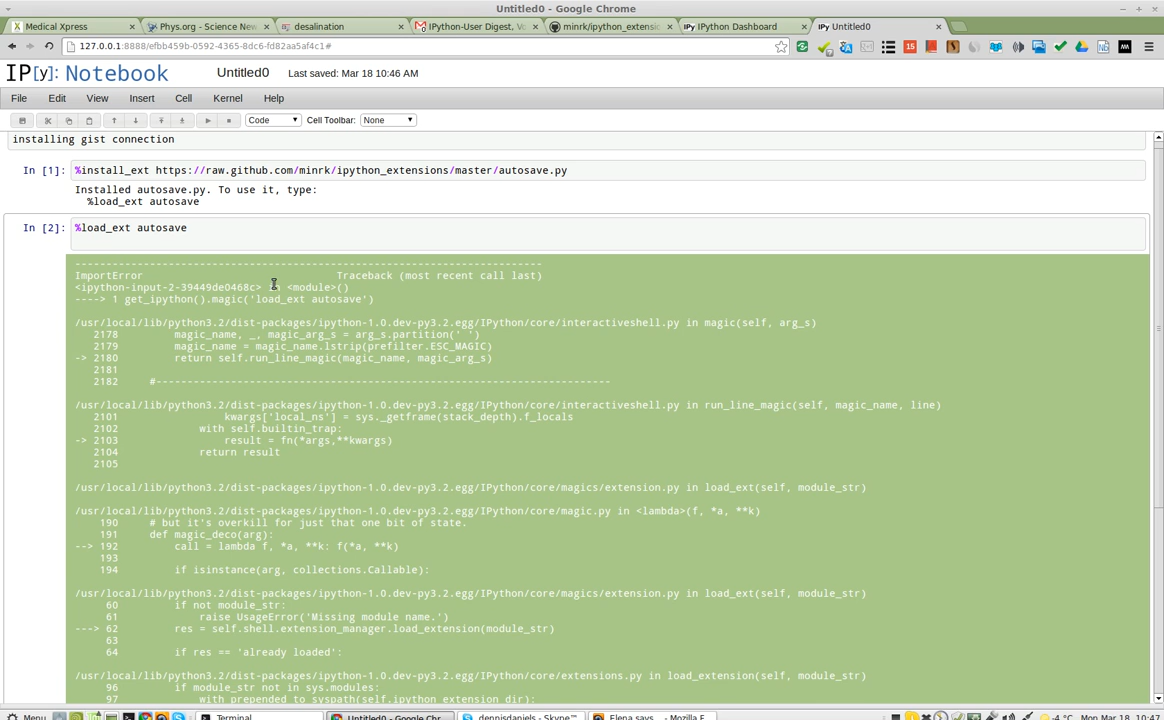 Untitled0 - Google Chrome
Medical Xpress
Phys.org - Science New
desalination
IPython-User Digest, Vo
minrk/ipython_extensio
IPy IPython Dashboard
IPy Untitled0
127.0.0.1:8888/efbb459b-0592-4365-8dc6-fd82aa5af4c1#
IP[y]: Notebook Untitled0 Last saved: Mar 18 10:46 AM
File Edit View Insert Cell Kernel Help
Code Cell Toolbar: None
installing gist connection
In [1]: %install_ext https://raw.github.com/minrk/ipython_extensions/master/autosave.py
Installed autosave.py. To use it, type:
%load_ext autosave
In [2]: %load_ext autosave
---------------------------------------------------------------------------
ImportError Traceback (most recent call last)
<ipython-input-2-39449de0468c> <module>()
----> 1 get_ipython().magic('load_ext autosave')
/usr/local/lib/python3.2/dist-packages/ipython-1.0.dev-py3.2.egg/IPython/core/interactiveshell.py in magic(self, arg_s)
2178 magic_name, _, magic_arg_s = arg_s.partition(' ')
2179 magic_name = magic_name.lstrip(prefilter.ESC_MAGIC)
-> 2180 return self.run_line_magic(magic_name, magic_arg_s)
2181
2182 #-------------------------------------------------------------------------
/usr/local/lib/python3.2/dist-packages/ipython-1.0.dev-py3.2.egg/IPython/core/interactiveshell.py in run_line_magic(self, magic_name, line)
2101 kwargs['local_ns'] = sys._getframe(stack_depth).f_locals
2102 with self.builtin_trap:
-> 2103 result = fn(*args,**kwargs)
2104 return result
2105
/usr/local/lib/python3.2/dist-packages/ipython-1.0.dev-py3.2.egg/IPython/core/magics/extension.py in load_ext(self, module_str)
/usr/local/lib/python3.2/dist-packages/ipython-1.0.dev-py3.2.egg/IPython/core/magic.py in <lambda>(f, *a, **k)
190 # but it's overkill for just that one bit of state.
191 def magic_deco(arg):
--> 192 call = lambda f, *a, **k: f(*a, **k)
193
194 if isinstance(arg, collections.Callable):
/usr/local/lib/python3.2/dist-packages/ipython-1.0.dev-py3.2.egg/IPython/core/magics/extension.py in load_ext(self, module_str)
60 if not module_str:
61 raise UsageError('Missing module name.')
---> 62 res = self.shell.extension_manager.load_extension(module_str)
63
64 if res == 'already loaded':
/usr/local/lib/python3.2/dist-packages/ipython-1.0.dev-py3.2.egg/IPython/core/extensions.py in load_extension(self, module_str)
96 if module_str not in sys.modules:
97 with prepended_to_syspath(self.ipython_extension_dir):
Menu Terminal Untitled0 - Google Chr... dennisdaniels - Skype™ Elena says... - Mozilla F... -4 °C Mon Mar 18, 10:47